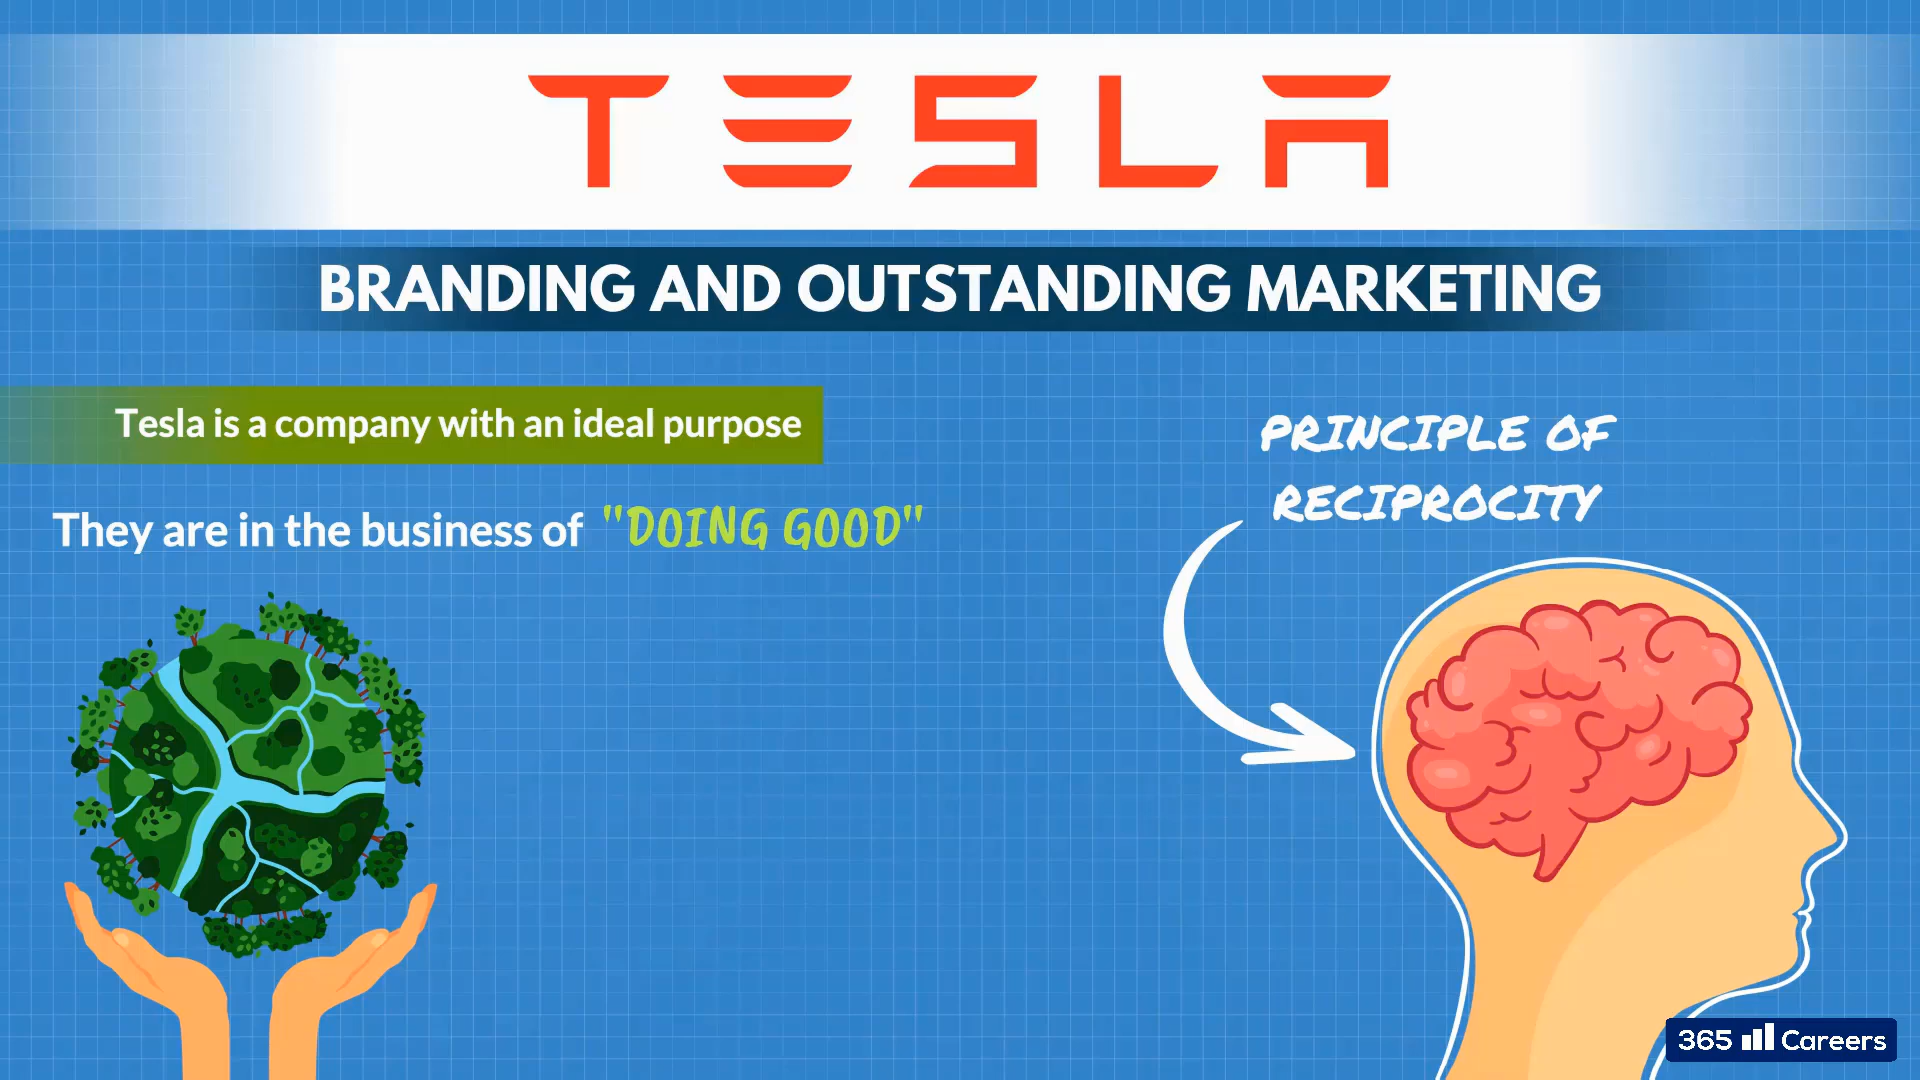 TESLA
BRANDING AND OUTSTANDING MARKETING
Tesla is a company with an ideal purpose
They are in the business of "DOING GOOD"
PRINCIPLE OF
RECIPROCITY
365 Careers